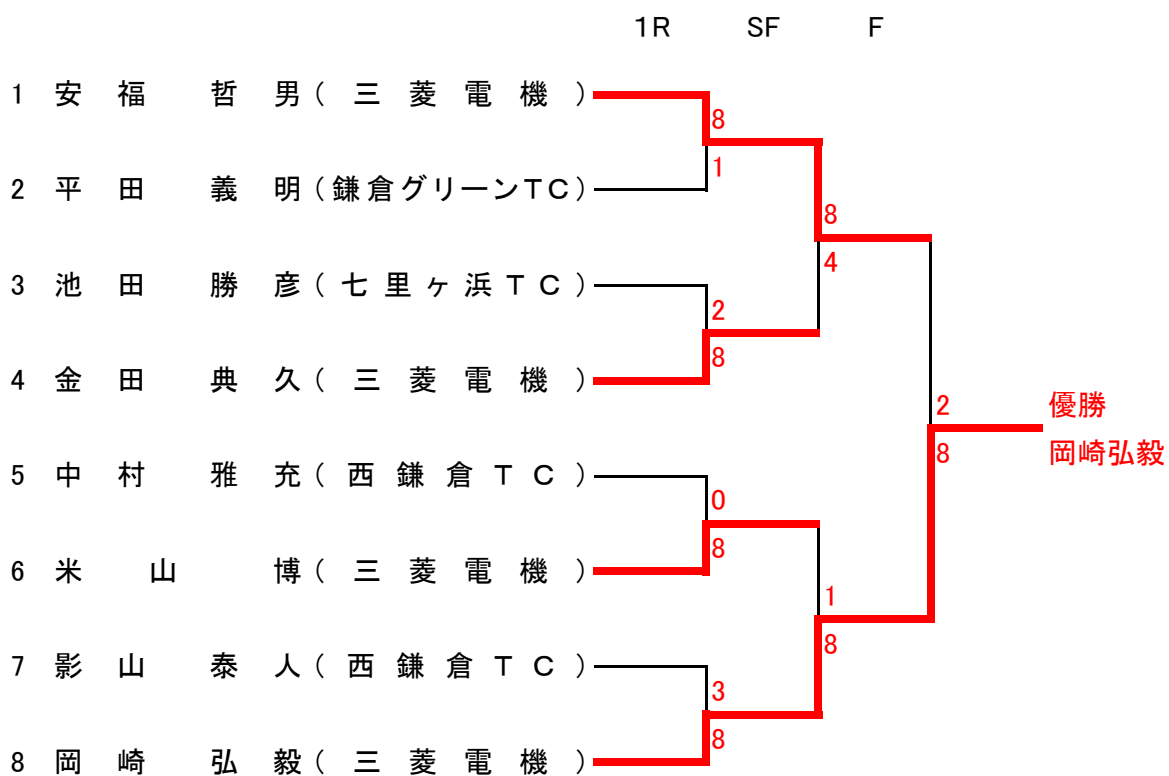 1R SF F
1 安福 哲男(三菱電機)
8
1
2 平田 義明(鎌倉グリーンTC)
8
4
3 池田 勝彦(七里ヶ浜TC)
2
8
4 金田 典久(三菱電機)
2 優勝
8 岡崎弘毅
5 中村 雅充(西鎌倉TC)
0
8
6 米山 博(三菱電機)
1
8
7 影山 泰人(西鎌倉TC)
3
8
8 岡崎 弘毅(三菱電機)